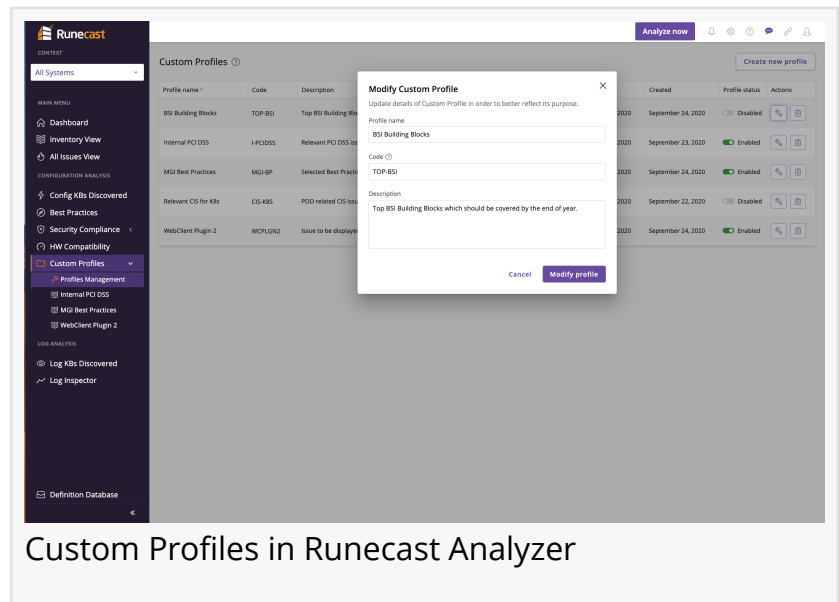 Runecast
Analyze now
CONTEXT
All Systems
Custom Profiles
Create new profile
MAIN MENU
Dashboard
Inventory View
All Issues View
CONFIGURATION ANALYSIS
Config KBs Discovered
Best Practices
Security Compliance
HW Compatibility
Custom Profiles
Profiles Management
Internal PCI DSS
MGI Best Practices
WebClient Plugin 2
LOG ANALYSIS
Log KBs Discovered
Log Inspector
Definition Database
Profile name Code Description Created Profile status Actions
BSI Building Blocks TOP-BSI Top BSI Building Blo 2020 September 24, 2020 Disabled
Internal PCI DSS I-PCIDSS Relevant PCI DSS iss 2020 September 23, 2020 Enabled
MGI Best Practices MGI-BP Selected Best Practi 2020 September 24, 2020 Enabled
Relevant CIS for K8s CIS-K8S POD related CIS issu 2020 September 22, 2020 Disabled
WebClient Plugin 2 WCPLGN2 Issue to be displaye 2020 September 24, 2020 Enabled
Modify Custom Profile
Update details of Custom Profile in order to better reflect its purpose.
Profile name
BSI Building Blocks
Code
TOP-BSI
Description
Top BSI Building Blocks which should be covered by the end of year.
Cancel Modify profile
Custom Profiles in Runecast Analyzer